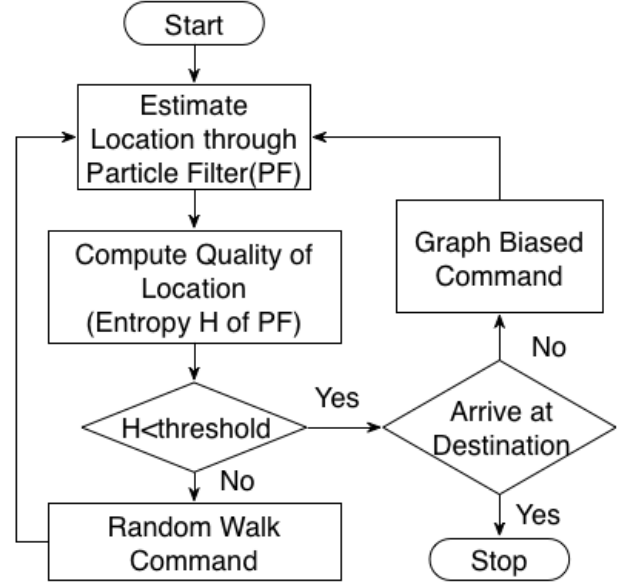 Start
Estimate
Location through
Particle Filter(PF)
Compute Quality of
Location
(Entropy H of PF)
H<threshold
Yes
No
Random Walk
Command
Graph Biased
Command
No
Arrive at
Destination
Yes
Stop